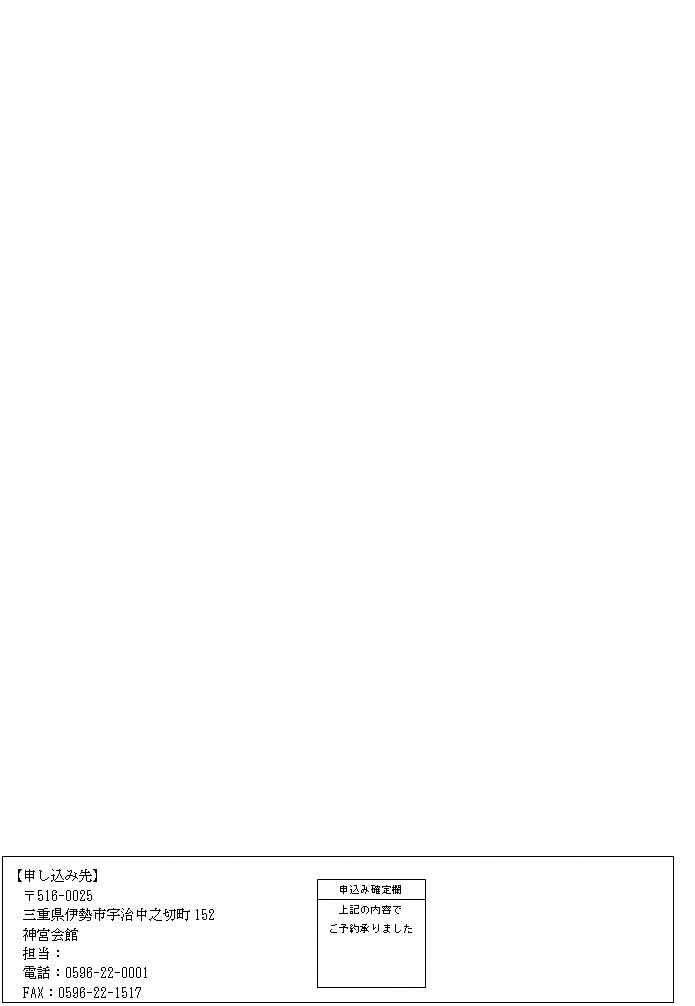 【申し込み先】
〒516-0025
三重県伊勢市宇治中之切町152
神宮会館
担当：
電話：0596-22-0001
FAX：0596-22-1517
申込み確定欄
上記の内容で
ご予約承りました